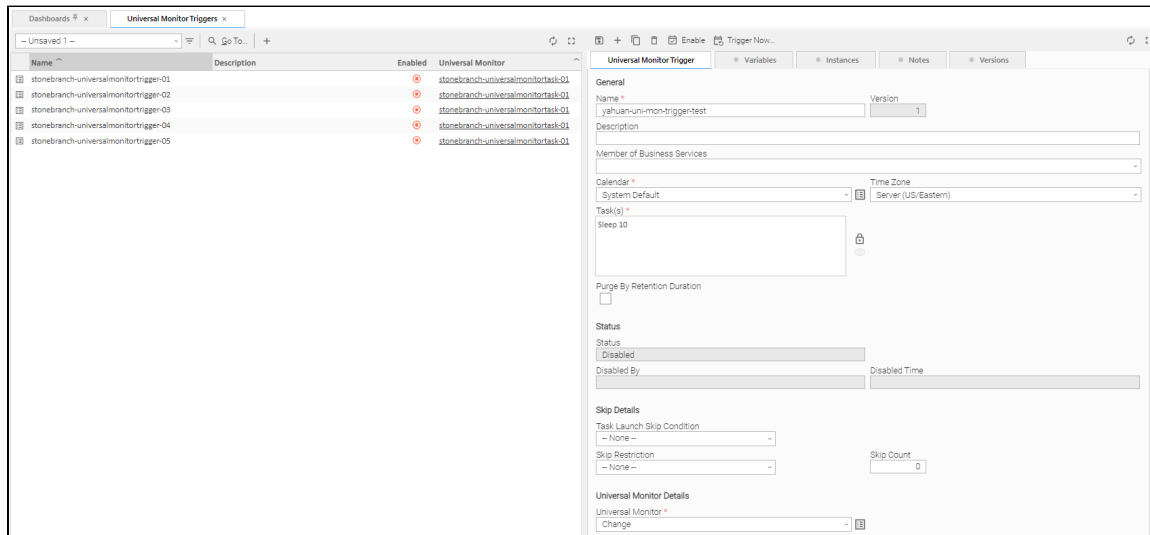 Dashboards
Universal Monitor Triggers
-- Unsaved 1 --
Go To...
Enable
Trigger Now...
Name
Description
Enabled
Universal Monitor
stonebranch-universalmonitortrigger-01
stonebranch-universalmonitortask-01
stonebranch-universalmonitortrigger-02
stonebranch-universalmonitortask-01
stonebranch-universalmonitortrigger-03
stonebranch-universalmonitortask-01
stonebranch-universalmonitortrigger-04
stonebranch-universalmonitortask-01
stonebranch-universalmonitortrigger-05
stonebranch-universalmonitortask-01
Universal Monitor Trigger
Variables
Instances
Notes
Versions
General
Name *
Version
yahuan-uni-mon-trigger-test
1
Description
Member of Business Services
Calendar *
Time Zone
System Default
Server (US/Eastern)
Task(s) *
Sleep 10
Purge By Retention Duration
Status
Status
Disabled
Disabled By
Disabled Time
Skip Details
Task Launch Skip Condition
-- None --
Skip Restriction
Skip Count
-- None --
0
Universal Monitor Details
Universal Monitor *
Change